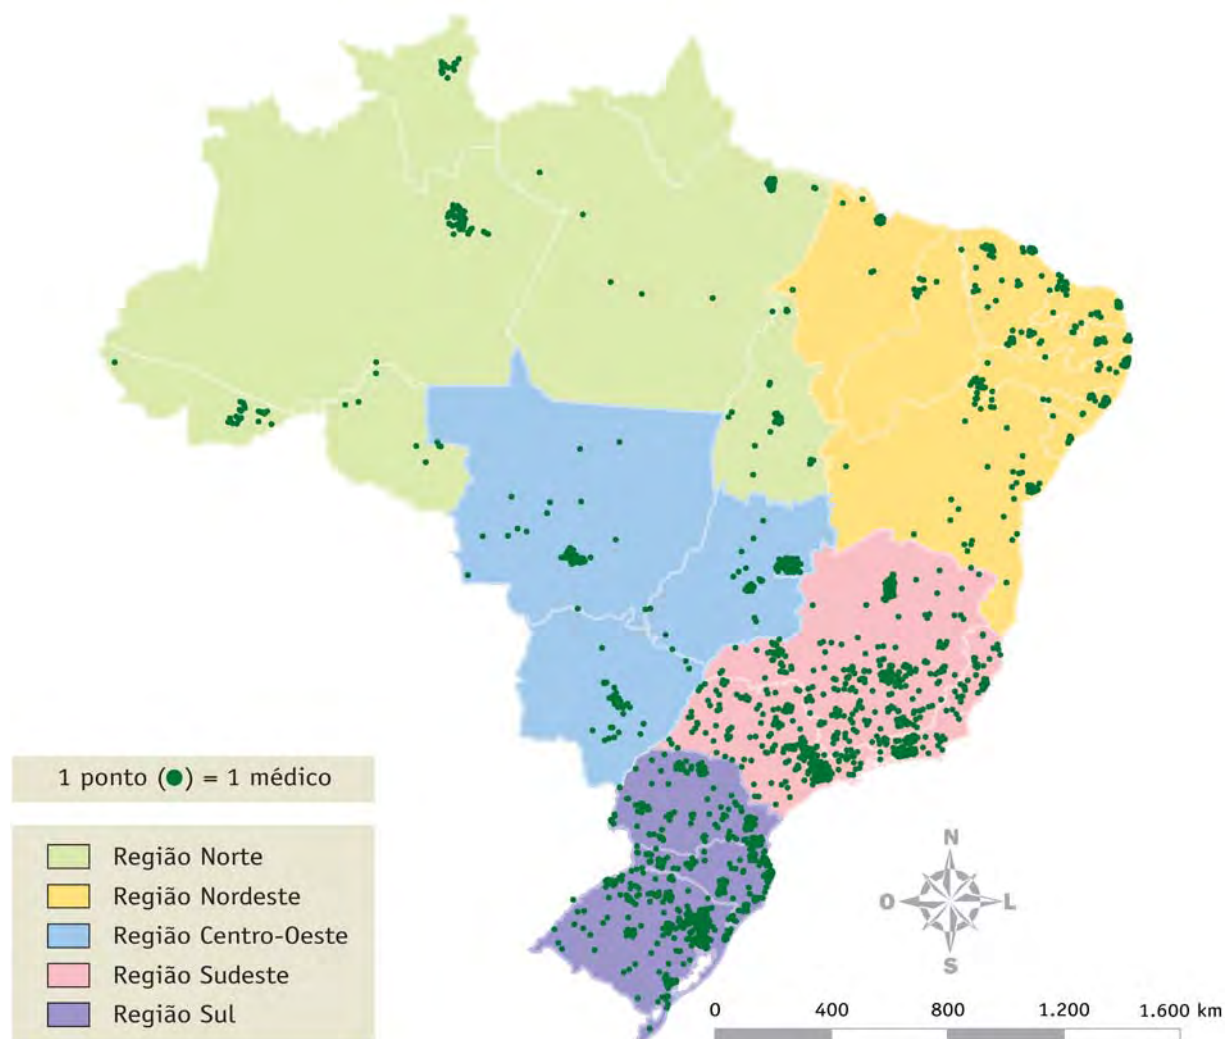 1 ponto (●) = 1 médico
Região Norte
Região Nordeste
Região Centro-Oeste
Região Sudeste
Região Sul
N
O L
S
0 400 800 1.200 1.600 km